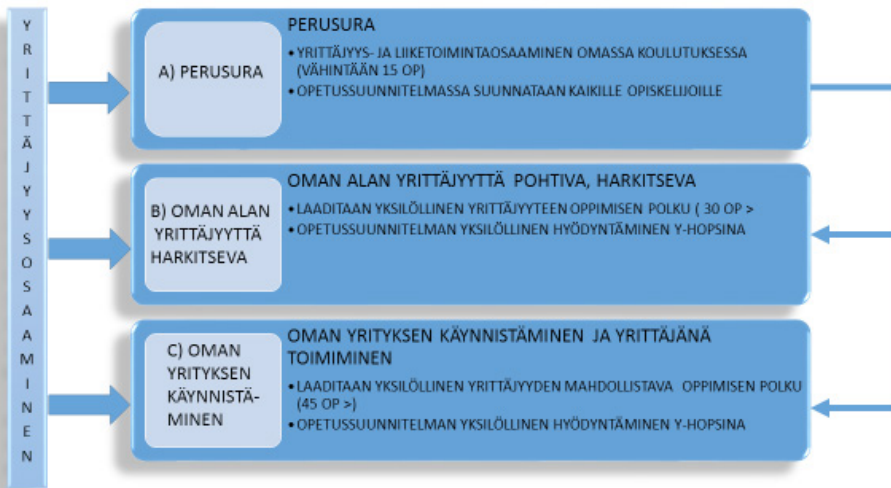 YRITTÄJYYSOSAAMINEN
A) PERUSURA
PERUSURA
• YRITTÄJYYS- JA LIIKETOIMINTAOSAAMINEN OMASSA KOULUTUKSESSA
(VÄHINTÄÄN 15 OP)
• OPETUSSUUNNITELMASSA SUUNNATAAN KAIKILLE OPISKELIJOILLE
B) OMAN ALAN
YRITTÄJYYTTÄ
HARKITSEVA
OMAN ALAN YRITTÄJYYTTÄ POHTIVA, HARKITSEVA
• LAADITAAN YKSILÖLLINEN YRITTÄJYYTEEN OPPIMISEN POLKU ( 30 OP >
• OPETUSSUUNNITELMAN YKSILÖLLINEN HYÖDYNTÄMINEN Y-HOPSINA
C) OMAN
YRITYKSEN
KÄYNNISTÄ-
MINEN
OMAN YRITYKSEN KÄYNNISTÄMINEN JA YRITTÄJÄNÄ
TOIMIMINEN
• LAADITAAN YKSILÖLLINEN YRITTÄJYYDEN MAHDOLLISTAVA OPPIMISEN POLKU
(45 OP >)
• OPETUSSUUNNITELMAN YKSILÖLLINEN HYÖDYNTÄMINEN Y-HOPSINA